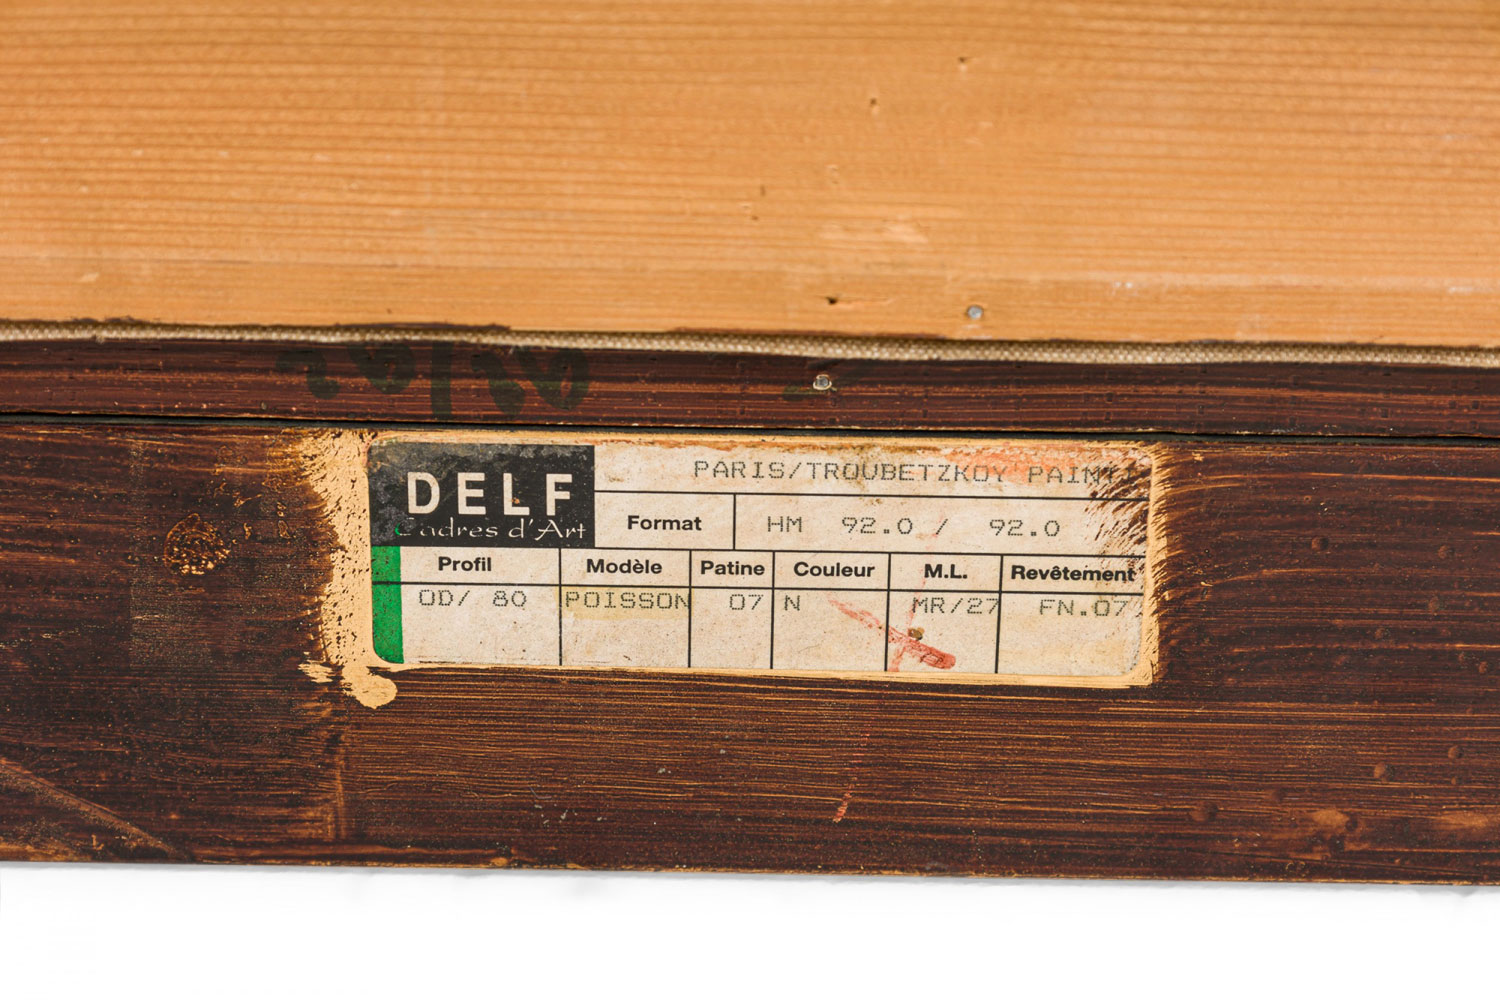 DELF
Cadres d'Art
PARIS/TROUBETZKOY PAINTI
Format HM 92.0 / 92.0
Profil Modèle Patine Couleur M.L. Revêtement
OD/ 80 POISSON 07 N MR/27 FN.07